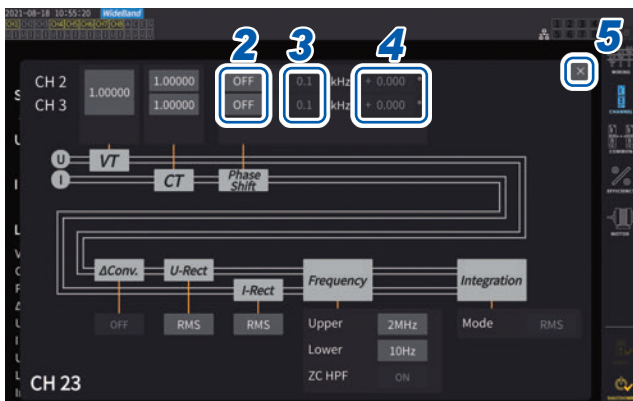 2021-08-18 10:55:20 WideBand
2 3 4 5
CH 2 1.00000 1.00000 OFF 0.1 kHz + 0.000 °
CH 3 1.00000 OFF 0.1 kHz + 0.000 °
×
WIRING
CHANNEL
COMMON
EFFICIENCY
MOTOR
U VT
I CT Phase Shift
ΔConv. U-Rect I-Rect Frequency Integration
OFF RMS RMS Upper 2MHz Mode RMS
Lower 10Hz
ZC HPF ON
CH 23
SHUTDOWN